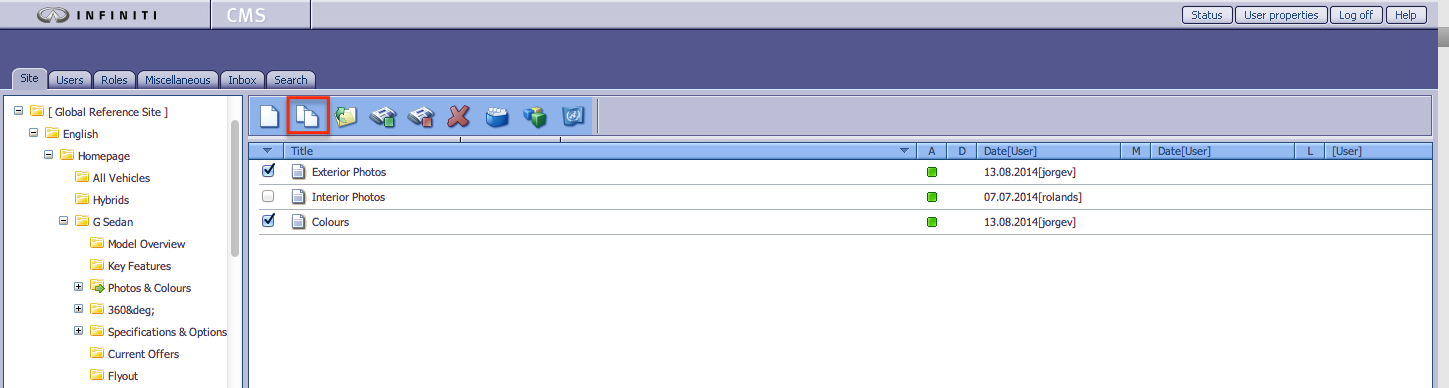 INFINITI CMS Status User properties Log off Help
Site Users Roles Miscellaneous Inbox Search
[ Global Reference Site ]
English
Homepage
All Vehicles
Hybrids
G Sedan
Model Overview
Key Features
Photos & Colours
360&deg;
Specifications & Options
Current Offers
Flyout
Title A D Date[User] M Date[User] L [User]
Exterior Photos 13.08.2014[jorgev]
Interior Photos 07.07.2014[rolands]
Colours 13.08.2014[jorgev]